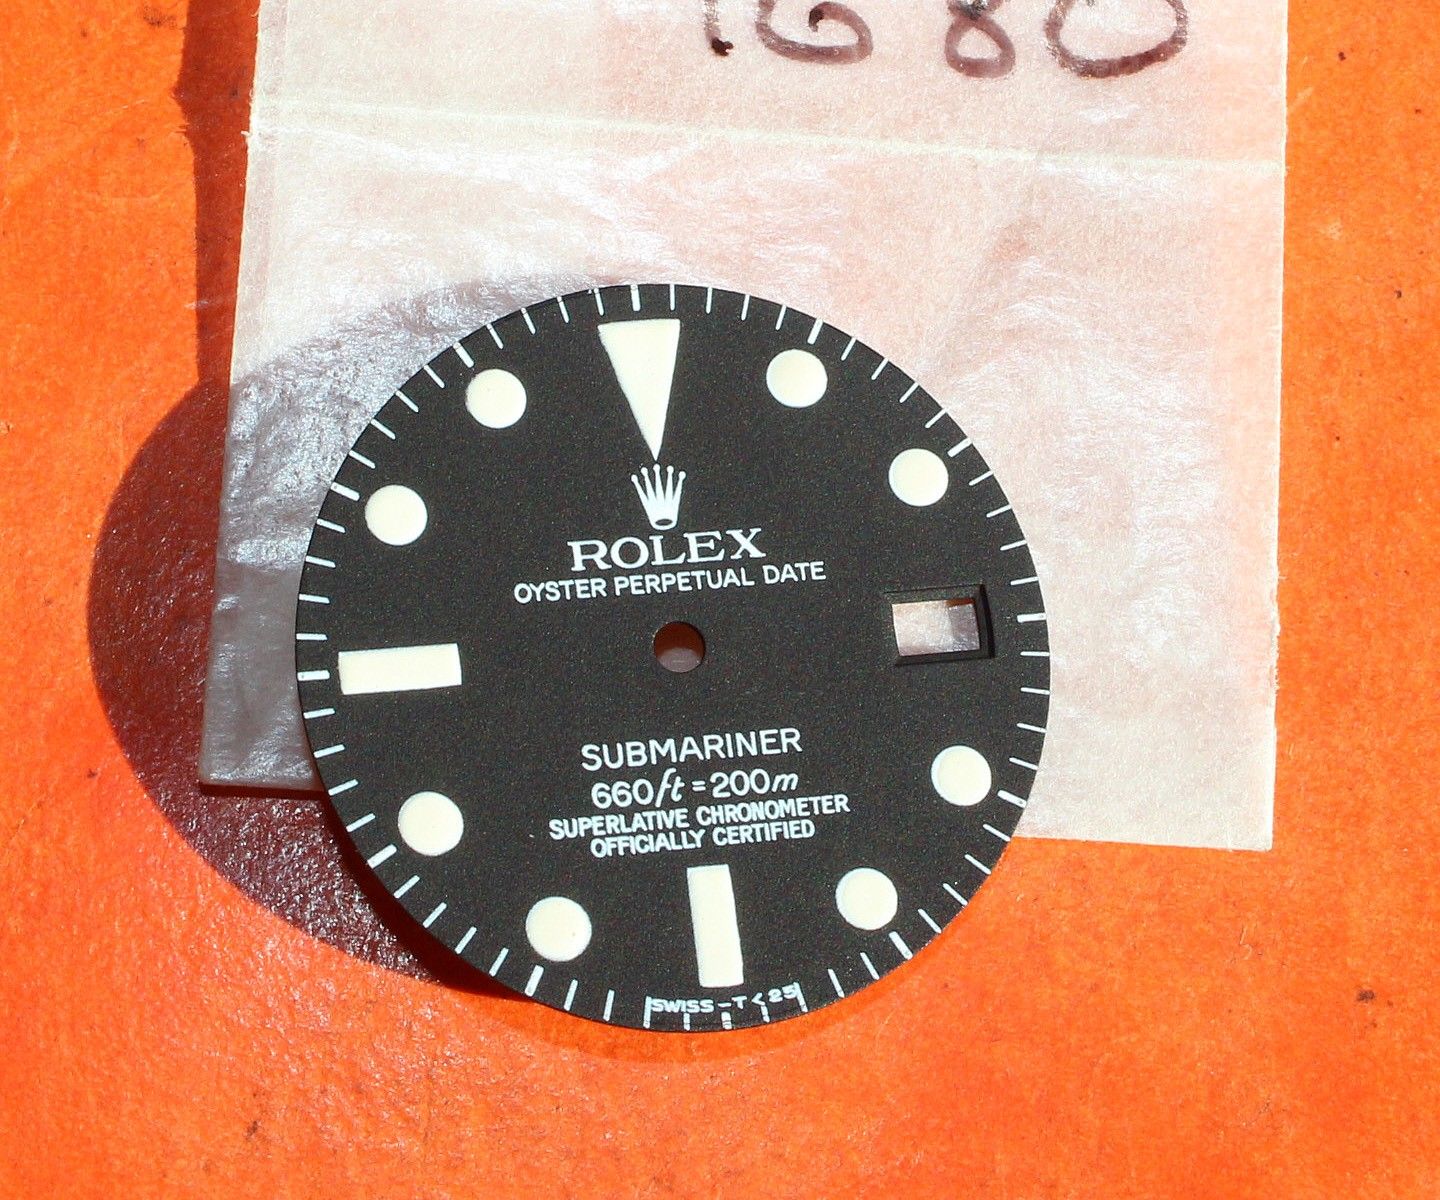 1680
ROLEX
OYSTER PERPETUAL DATE
SUBMARINER
660ft = 200m
SUPERLATIVE CHRONOMETER
OFFICIALLY CERTIFIED
SWISS - T < 25